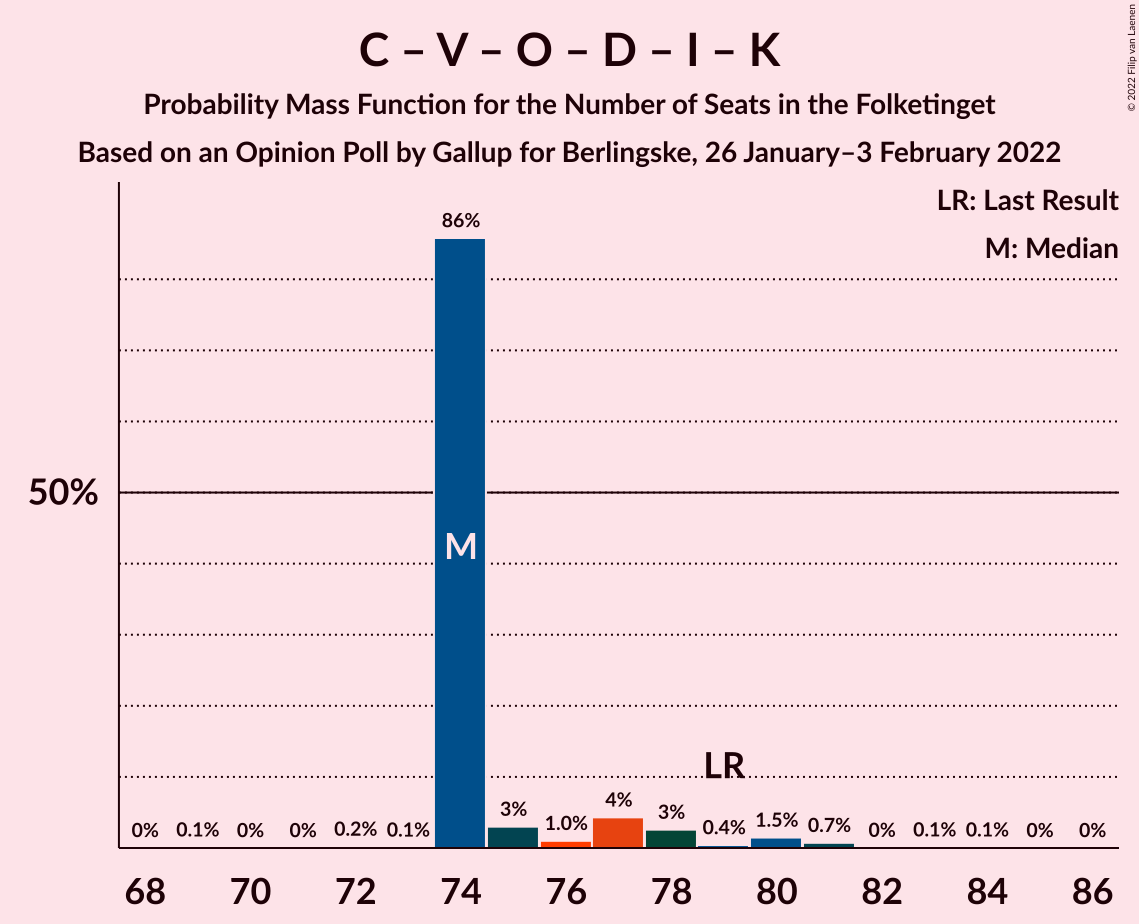 C – V – O – D – I – K
Probability Mass Function for the Number of Seats in the Folketinget
Based on an Opinion Poll by Gallup for Berlingske, 26 January–3 February 2022
© 2022 Filip van Laenen
LR: Last Result
M: Median
50%
0% 0.1% 0% 0% 0.2% 0.1% 86% 3% 1.0% 4% 3% 0.4% 1.5% 0.7% 0% 0.1% 0.1% 0% 0%
M
LR
68 70 72 74 76 78 80 82 84 86